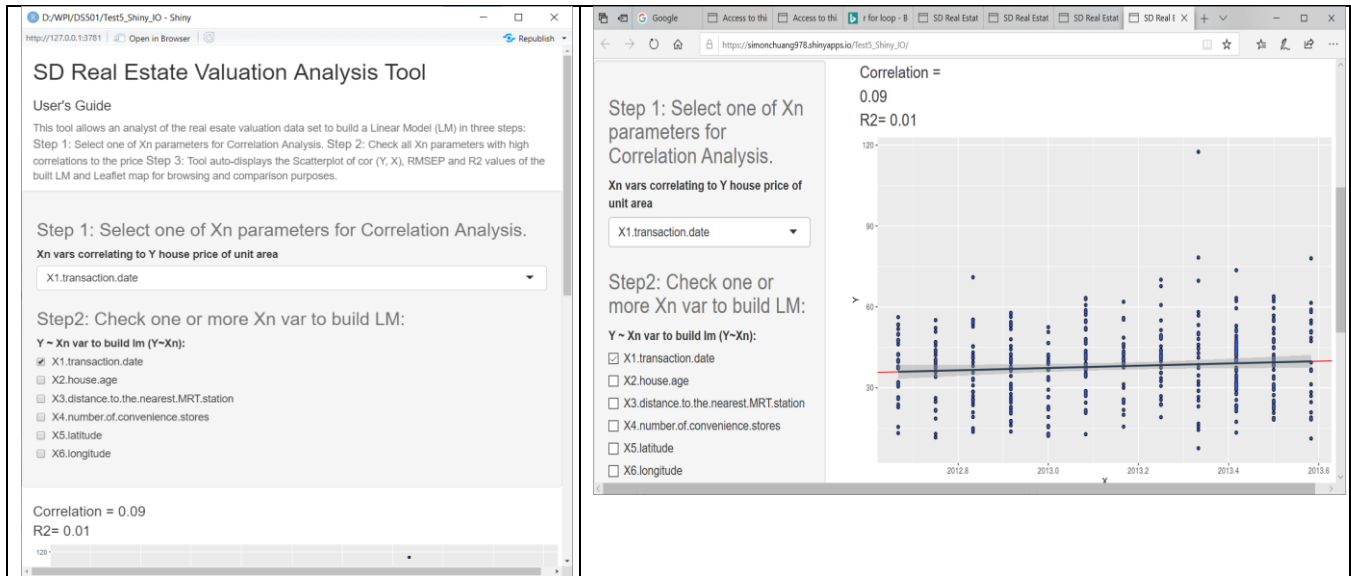 D:/WPI/DS501/Test5_Shiny_IO - Shiny
http://127.0.0.1:3781 Open in Browser Republish
SD Real Estate Valuation Analysis Tool
User's Guide
This tool allows an analyst of the real esate valuation data set to build a Linear Model (LM) in three steps:
Step 1: Select one of Xn parameters for Correlation Analysis. Step 2: Check all Xn parameters with high
correlations to the price Step 3: Tool auto-displays the Scatterplot of cor (Y, X), RMSEP and R2 values of the
built LM and Leaflet map for browsing and comparison purposes.
Step 1: Select one of Xn parameters for Correlation Analysis.
Xn vars correlating to Y house price of unit area
X1.transaction.date
Step2: Check one or more Xn var to build LM:
Y ~ Xn var to build lm (Y~Xn):
X1.transaction.date
X2.house.age
X3.distance.to.the.nearest.MRT.station
X4.number.of.convenience.stores
X5.latitude
X6.longitude
Correlation = 0.09
R2= 0.01
120
Google Access to thi Access to thi r for loop - B SD Real Estat SD Real Estat SD Real Estat SD Real E
https://simonchuang978.shinyapps.io/Test5_Shiny_IO/
Step 1: Select one of Xn
parameters for
Correlation Analysis.
Xn vars correlating to Y house price of
unit area
X1.transaction.date
Step2: Check one or
more Xn var to build LM:
Y ~ Xn var to build lm (Y~Xn):
X1.transaction.date
X2.house.age
X3.distance.to.the.nearest.MRT.station
X4.number.of.convenience.stores
X5.latitude
X6.longitude
Correlation =
0.09
R2= 0.01
120
90
60
30
Y
2012.8 2013.0 2013.2 2013.4 2013.6
X